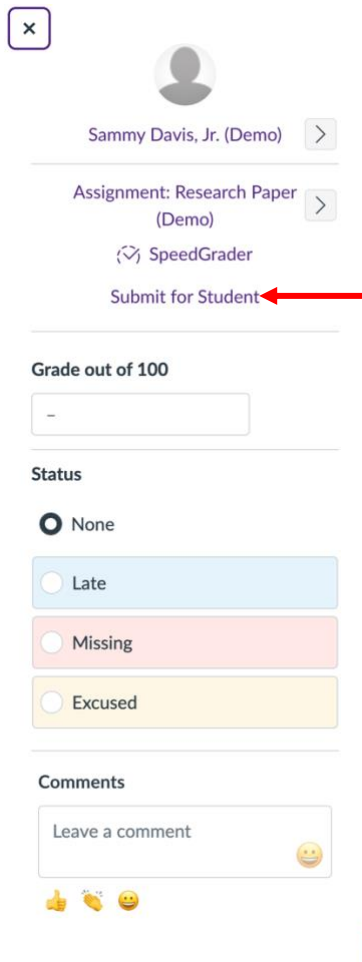 ×
Sammy Davis, Jr. (Demo)
Assignment: Research Paper
(Demo)
SpeedGrader
Submit for Student
Grade out of 100
–
Status
None
Late
Missing
Excused
Comments
Leave a comment